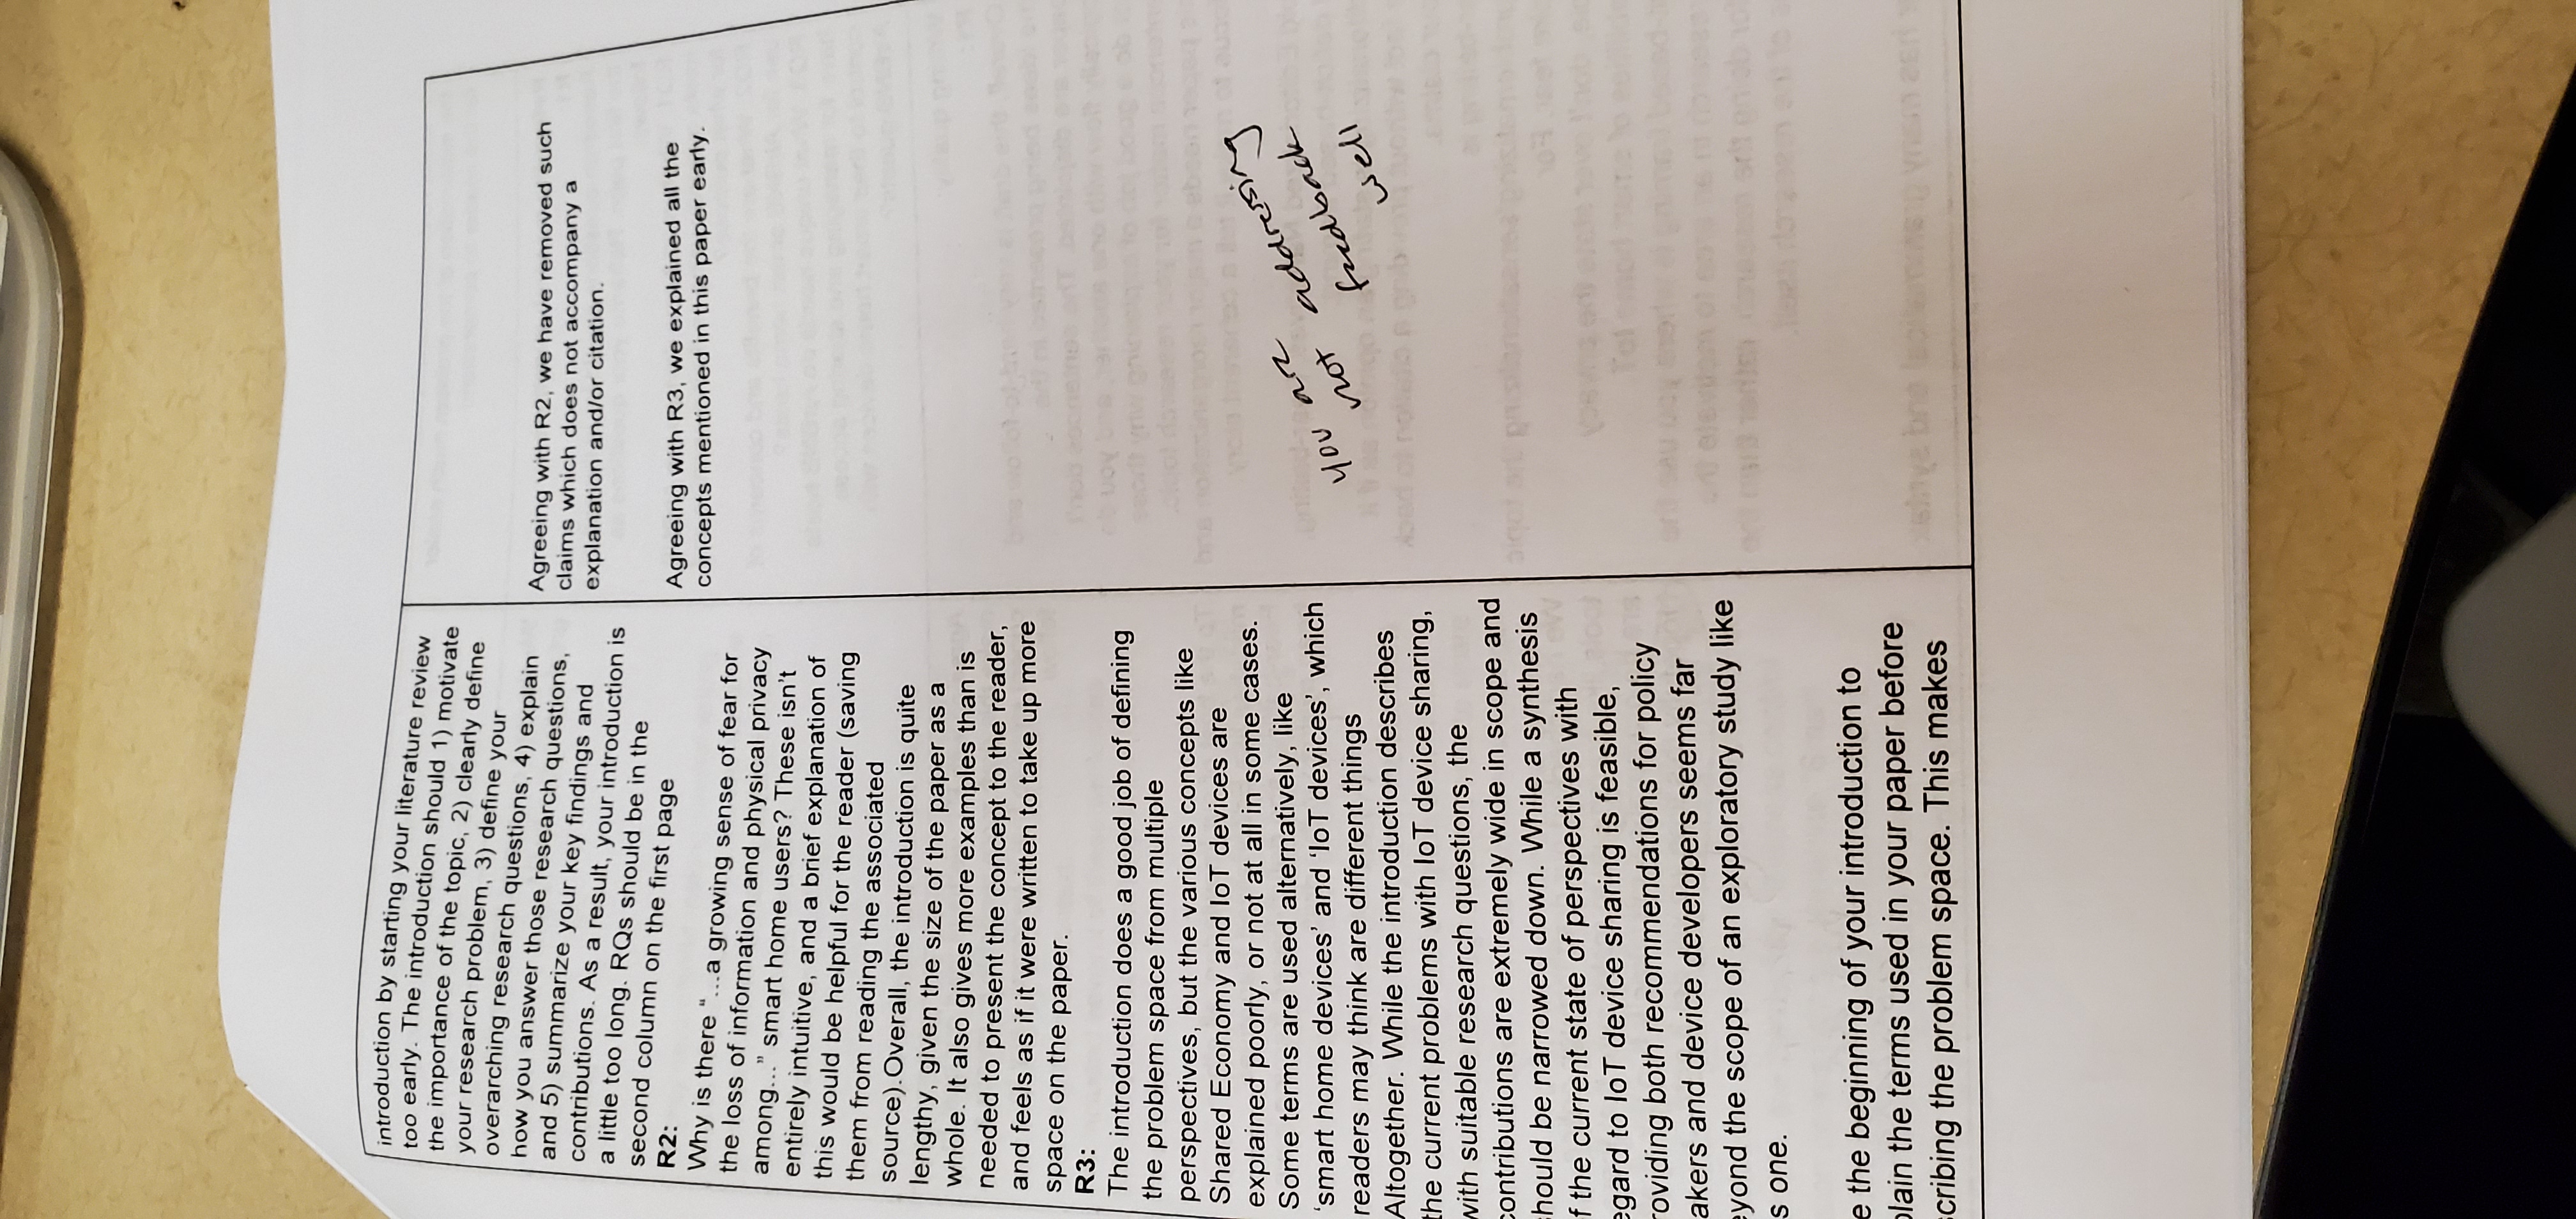 introduction by starting your literature review
too early. The introduction should 1) motivate
the importance of the topic, 2) clearly define
your research problem, 3) define your
overarching research questions, 4) explain
how you answer those research questions,
and 5) summarize your key findings and
contributions. As a result, your introduction is
a little too long. RQs should be in the
second column on the first page
R2:
Why is there “...a growing sense of fear for
the loss of information and physical privacy
among...” smart home users? These isn’t
entirely intuitive, and a brief explanation of
this would be helpful for the reader (saving
them from reading the associated
source).Overall, the introduction is quite
lengthy, given the size of the paper as a
whole. It also gives more examples than is
needed to present the concept to the reader,
and feels as if it were written to take up more
space on the paper.
R3:
The introduction does a good job of defining
the problem space from multiple
perspectives, but the various concepts like
Shared Economy and IoT devices are
explained poorly, or not at all in some cases.
Some terms are used alternatively, like
‘smart home devices’ and ‘IoT devices’, which
readers may think are different things
Altogether. While the introduction describes
the current problems with IoT device sharing,
with suitable research questions, the
contributions are extremely wide in scope and
hould be narrowed down. While a synthesis
f the current state of perspectives with
egard to IoT device sharing is feasible,
roviding both recommendations for policy
akers and device developers seems far
eyond the scope of an exploratory study like
s one.
e the beginning of your introduction to
plain the terms used in your paper before
scribing the problem space. This makes
Agreeing with R2, we have removed such
claims which does not accompany a
explanation and/or citation.
Agreeing with R3, we explained all the
concepts mentioned in this paper early.
you are
not addressing
feedback
well